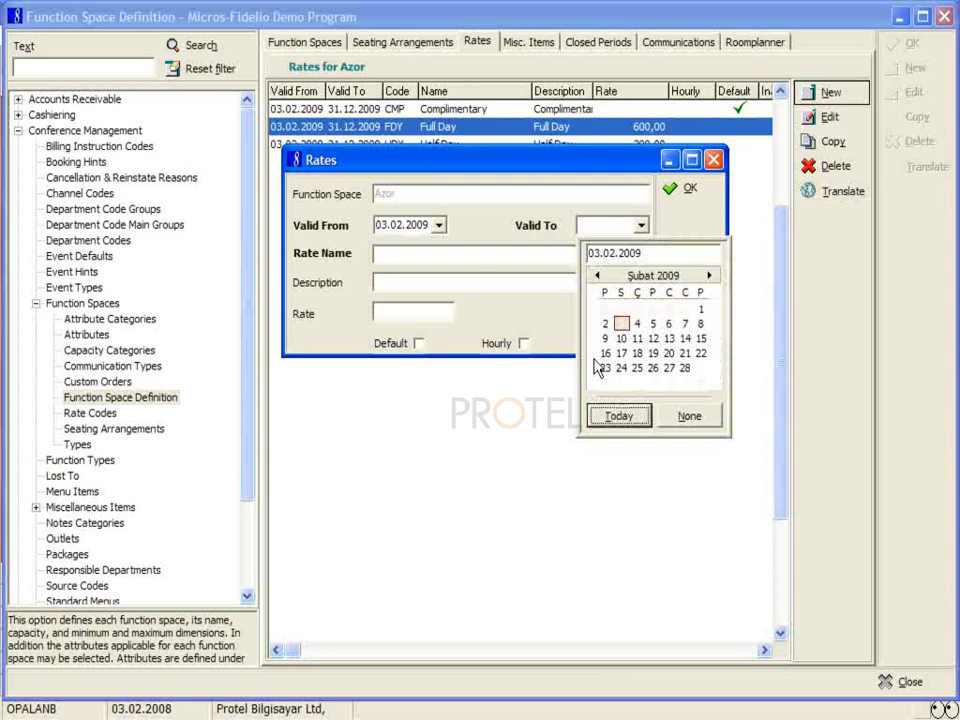 Function Space Definition - Micros-Fidelio Demo Program
Text
Search
Reset filter
Accounts Receivable
Cashiering
Conference Management
Billing Instruction Codes
Booking Hints
Cancellation & Reinstate Reasons
Channel Codes
Department Code Groups
Department Code Main Groups
Department Codes
Event Defaults
Event Hints
Event Types
Function Spaces
Attribute Categories
Attributes
Capacity Categories
Communication Types
Custom Orders
Function Space Definition
Rate Codes
Seating Arrangements
Types
Function Types
Lost To
Menu Items
Miscellaneous Items
Notes Categories
Outlets
Packages
Responsible Departments
Source Codes
Standard Menus
This option defines each function space, its name,
capacity, and minimum and maximum dimensions. In
addition the attributes applicable for each function
space may be selected. Attributes are defined under
Function Spaces Seating Arrangements Rates Misc. Items Closed Periods Communications Roomplanner
Rates for Azor
Valid From Valid To Code Name Description Rate Hourly Default
03.02.2009 31.12.2009 CMP Complimentary Complimentai
03.02.2009 31.12.2009 FDY Full Day Full Day 600,00
Rates
Function Space Azor
OK
Valid From 03.02.2009 Valid To
Rate Name
Description
Rate
Default Hourly
03.02.2009
Şubat 2009
P S Ç P C C P
1
2 4 5 6 7 8
9 10 11 12 13 14 15
16 17 18 19 20 21 22
23 24 25 26 27 28
Today None
PROTEL
New
Edit
Copy
Delete
Translate
OK
New
Edit
Copy
Delete
Translate
Close
OPALANB 03.02.2008 Protel Bilgisayar Ltd,